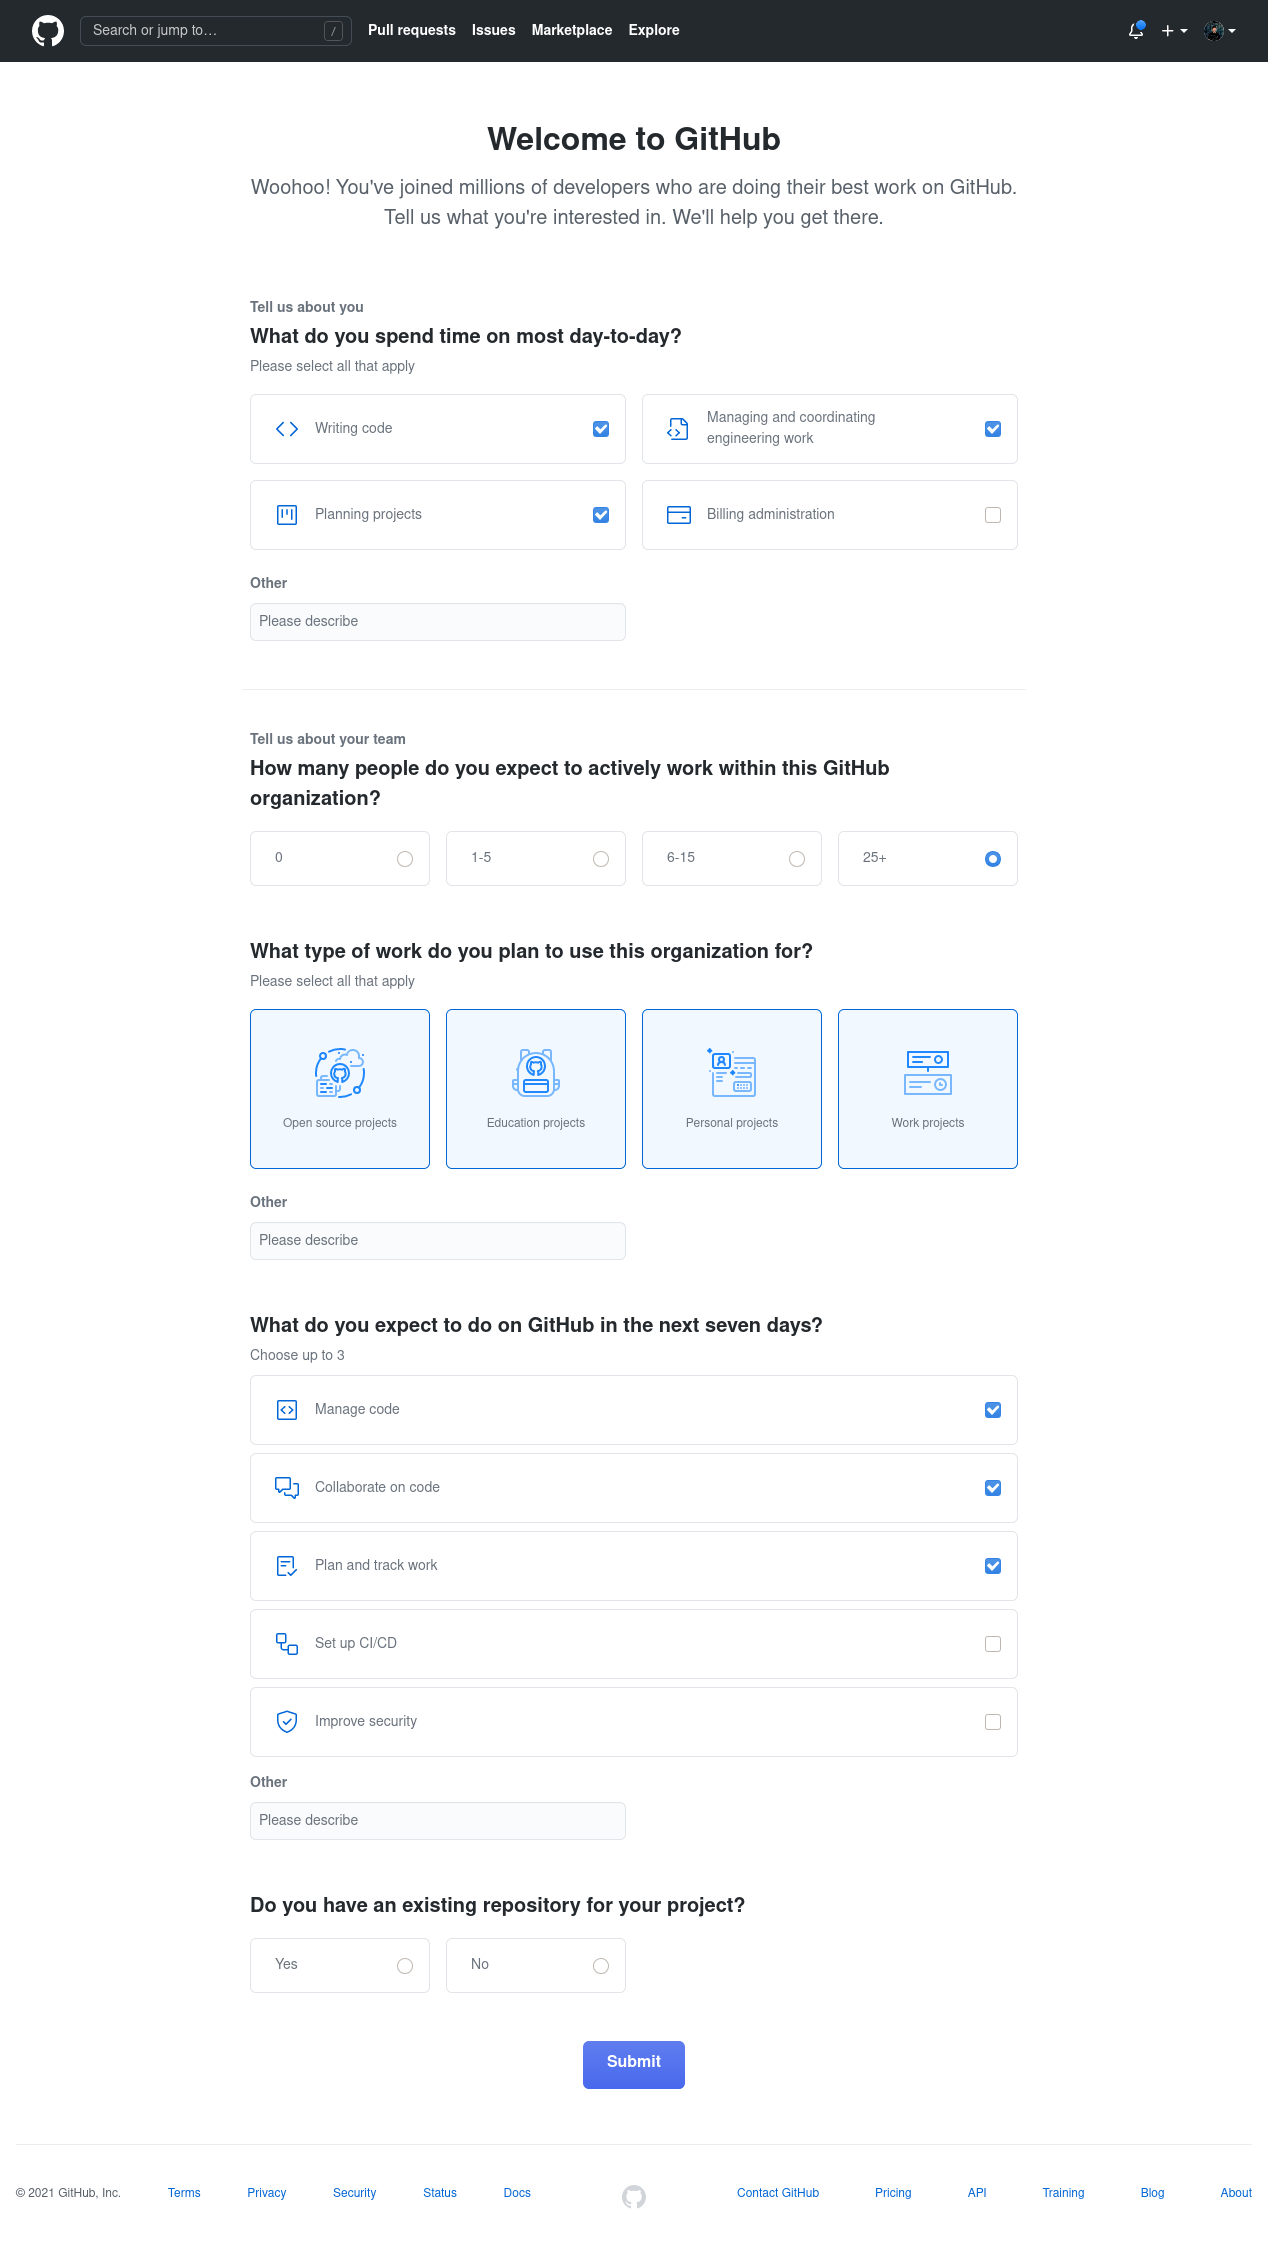 Search or jump to…
/
Pull requests
Issues
Marketplace
Explore
Welcome to GitHub
Woohoo! You've joined millions of developers who are doing their best work on GitHub.
Tell us what you're interested in. We'll help you get there.
Tell us about you
What do you spend time on most day-to-day?
Please select all that apply
Writing code
Managing and coordinating
engineering work
Planning projects
Billing administration
Other
Please describe
Tell us about your team
How many people do you expect to actively work within this GitHub
organization?
0
1-5
6-15
25+
What type of work do you plan to use this organization for?
Please select all that apply
Open source projects
Education projects
Personal projects
Work projects
Other
Please describe
What do you expect to do on GitHub in the next seven days?
Choose up to 3
Manage code
Collaborate on code
Plan and track work
Set up CI/CD
Improve security
Other
Please describe
Do you have an existing repository for your project?
Yes
No
Submit
© 2021 GitHub, Inc.
Terms
Privacy
Security
Status
Docs
Contact GitHub
Pricing
API
Training
Blog
About